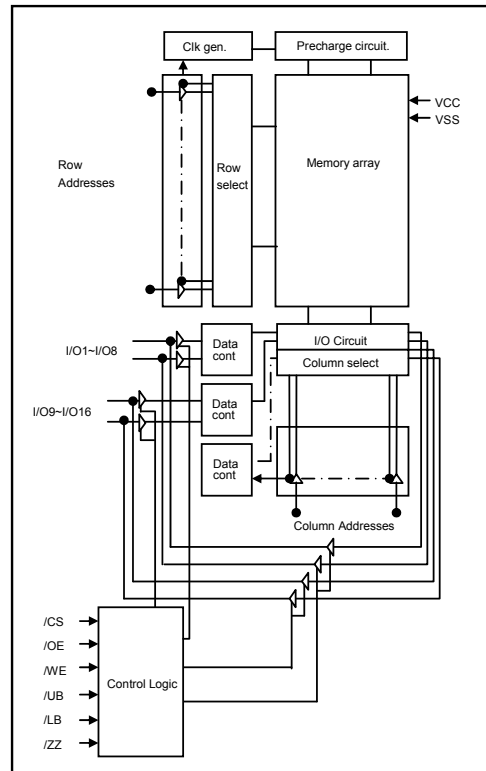 Clk gen.
Precharge circuit.
VCC
VSS
Row
Addresses
Row
select
Memory array
I/O1~I/O8
Data
cont
I/O Circuit
Column select
I/O9~I/O16
Data
cont
Data
cont
Column Addresses
/CS
/OE
/WE
/UB
/LB
/ZZ
Control Logic